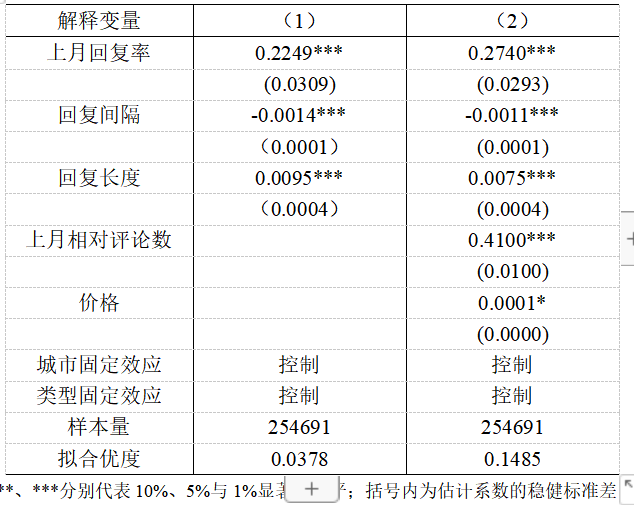 解释变量 （1） （2）
上月回复率 0.2249*** 0.2740***
(0.0309) (0.0293)
回复间隔 -0.0014*** -0.0011***
（0.0001） (0.0001)
回复长度 0.0095*** 0.0075***
（0.0004） (0.0004)
上月相对评论数 0.4100***
(0.0100)
价格 0.0001*
(0.0000)
城市固定效应 控制 控制
类型固定效应 控制 控制
样本量 254691 254691
拟合优度 0.0378 0.1485
**、***分别代表 10%、5%与 1%显 ；括号内为估计系数的稳健标准差